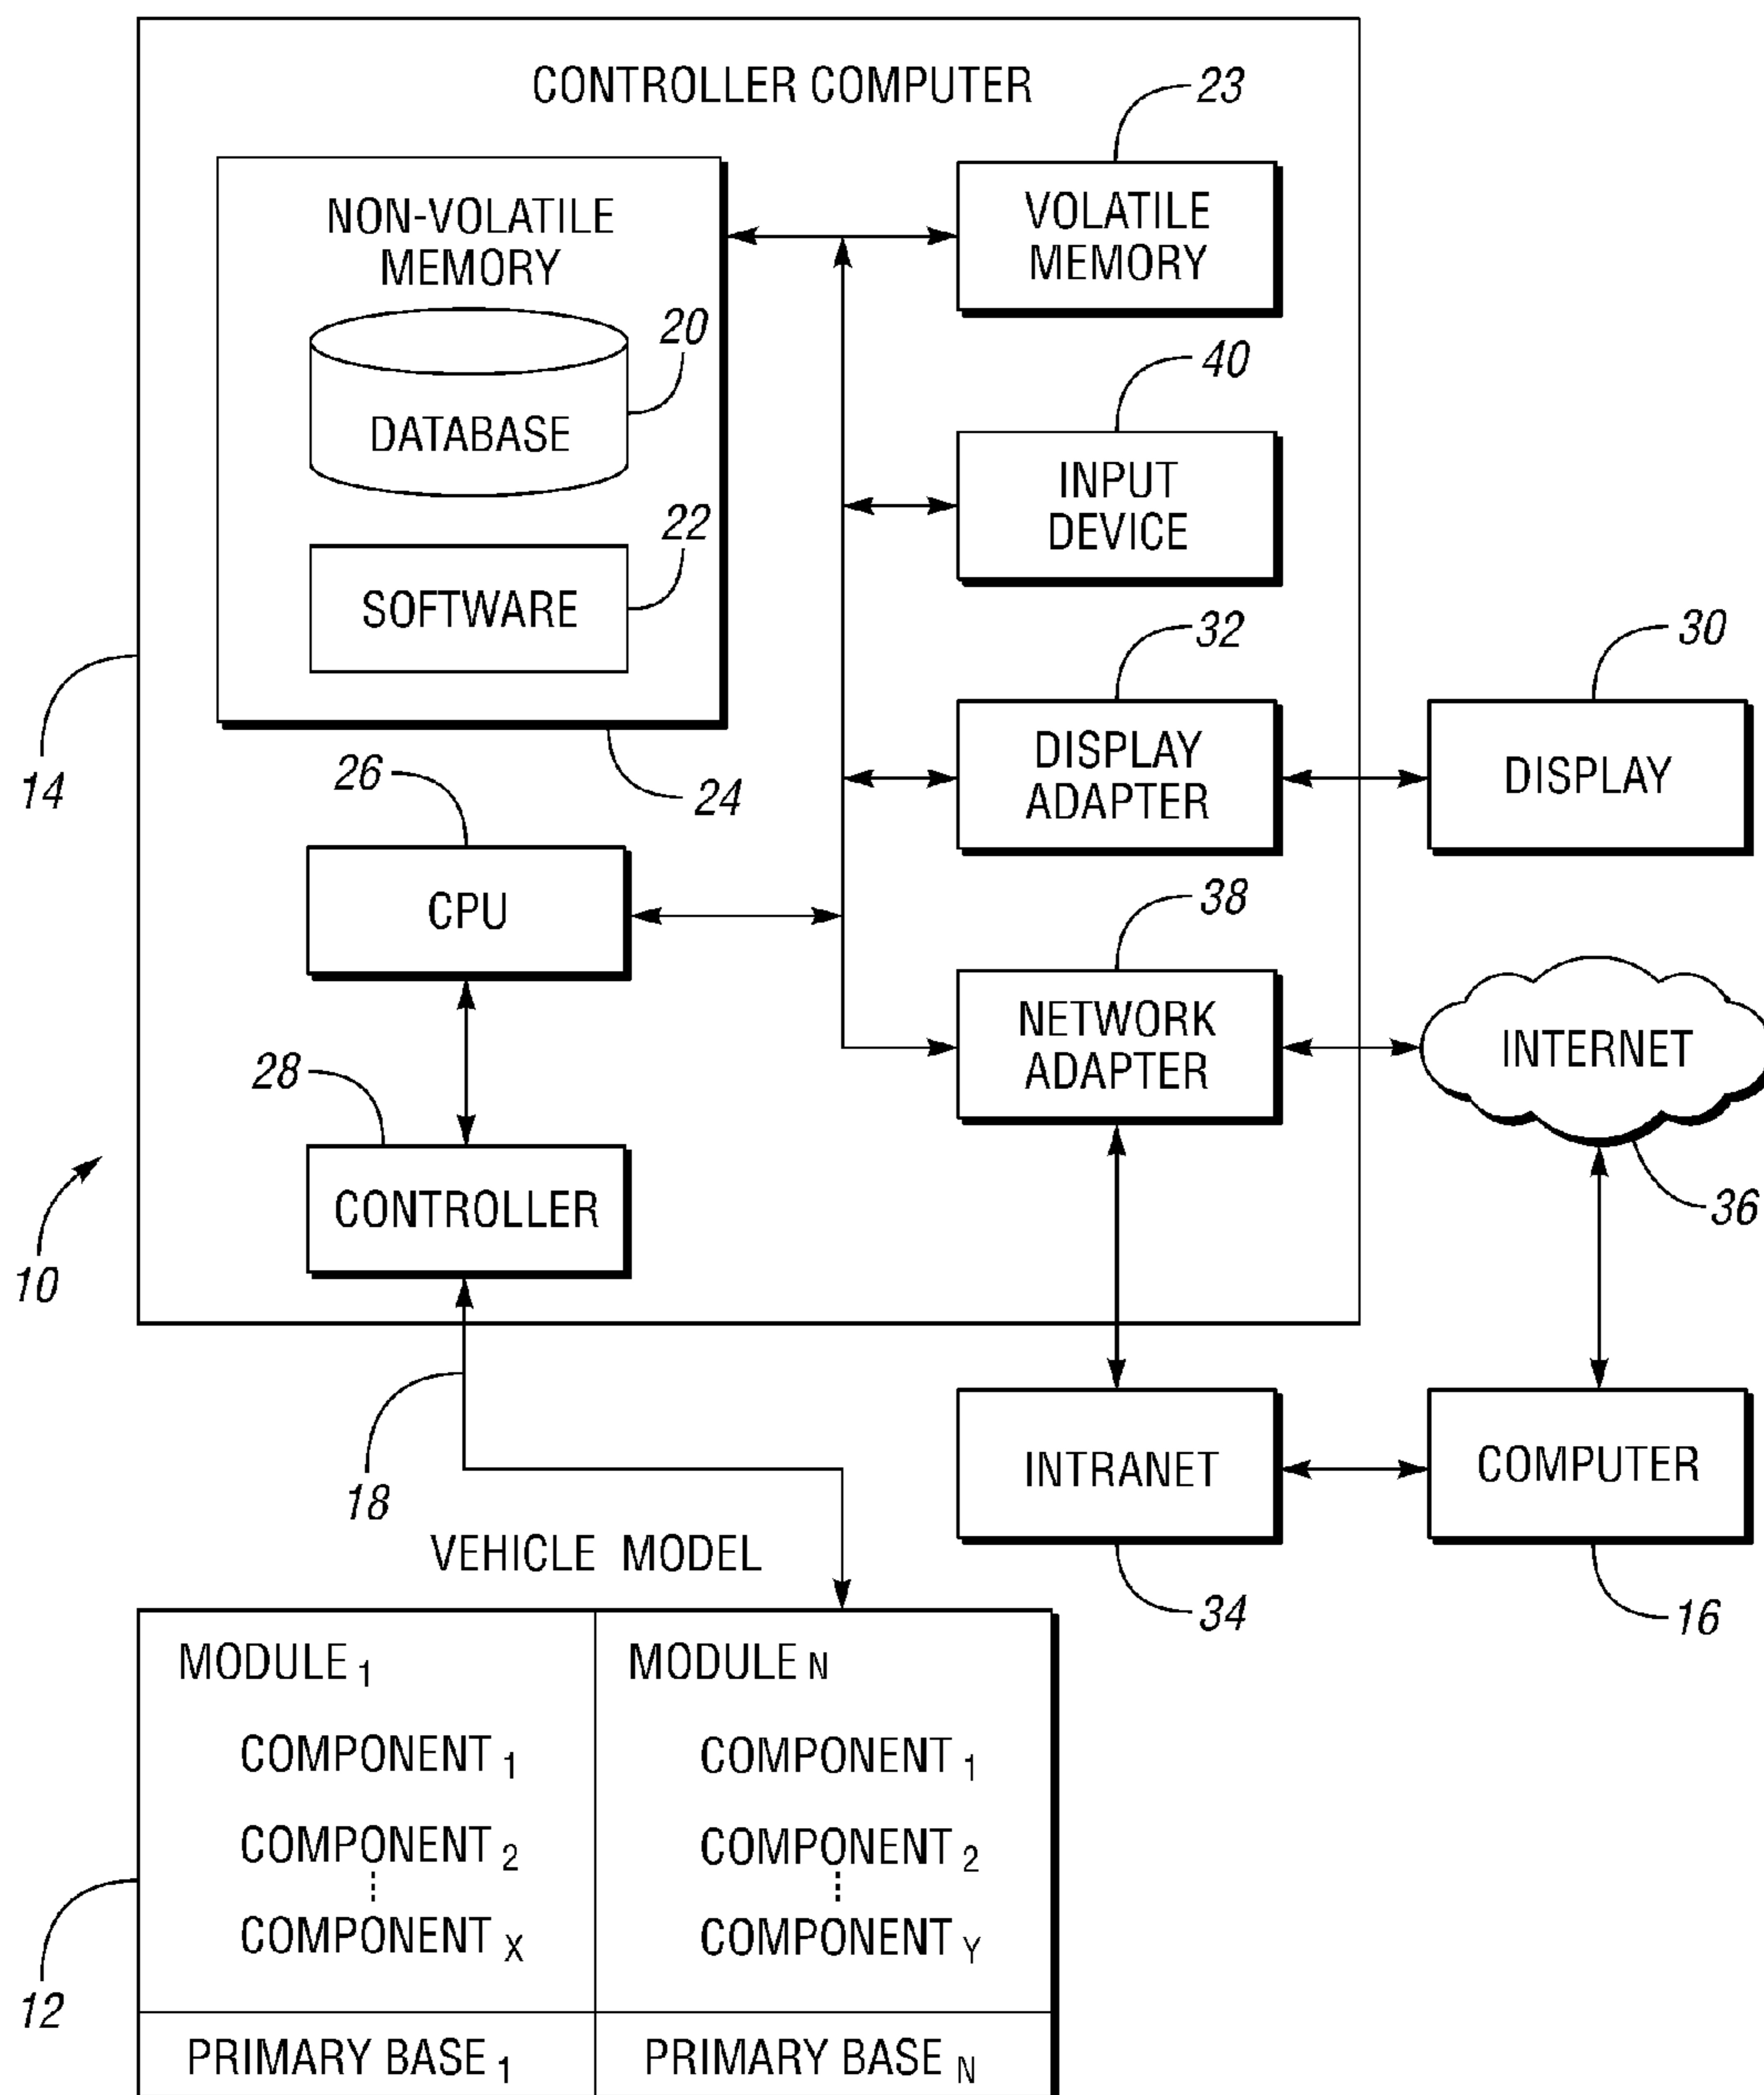 CONTROLLER COMPUTER
23
NON-VOLATILE
MEMORY
VOLATILE
MEMORY
20
DATABASE
40
INPUT
DEVICE
22
SOFTWARE
14
24
32
DISPLAY
ADAPTER
30
DISPLAY
26
CPU
38
NETWORK
ADAPTER
INTERNET
36
28
CONTROLLER
10
18
INTRANET
34
COMPUTER
16
VEHICLE MODEL
MODULE 1
MODULE N
COMPONENT 1
COMPONENT 1
COMPONENT 2
COMPONENT 2
COMPONENT X
COMPONENT Y
12
PRIMARY BASE 1
PRIMARY BASE N